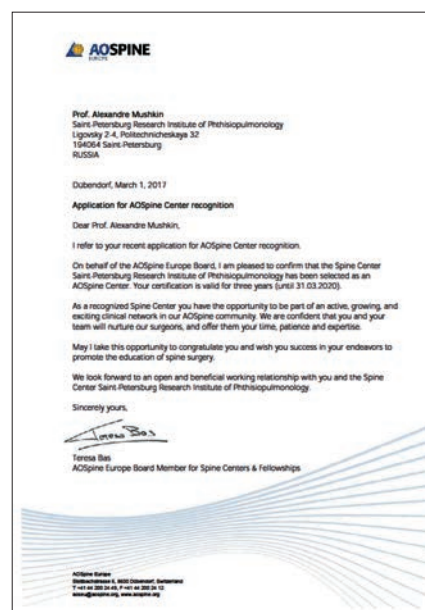 AOSPINE
EUROPE
Prof. Alexandre Mushkin
Saint-Petersburg Research Institute of Phthisiopulmonology
Ligovsky 2-4, Politechnicheskaya 32
194064 Saint-Petersburg
RUSSIA
Dübendorf, March 1, 2017
Application for AOSpine Center recognition
Dear Prof. Alexandre Mushkin,
I refer to your recent application for AOSpine Center recognition.
On behalf of the AOSpine Europe Board, I am pleased to confirm that the Spine Center
Saint-Petersburg Research Institute of Phthisiopulmonology has been selected as an
AOSpine Center. Your certification is valid for three years (until 31.03.2020).
As a recognized Spine Center you have the opportunity to be part of an active, growing, and
exciting clinical network in our AOSpine community. We are confident that you and your
team will nurture our surgeons, and offer them your time, patience and expertise.
May I take this opportunity to congratulate you and wish you success in your endeavors to
promote the education of spine surgery.
We look forward to an open and beneficial working relationship with you and the Spine
Center Saint-Petersburg Research Institute of Phthisiopulmonology.
Sincerely yours,
Teresa Bas
Teresa Bas
AOSpine Europe Board Member for Spine Centers & Fellowships
AOSpine Europe